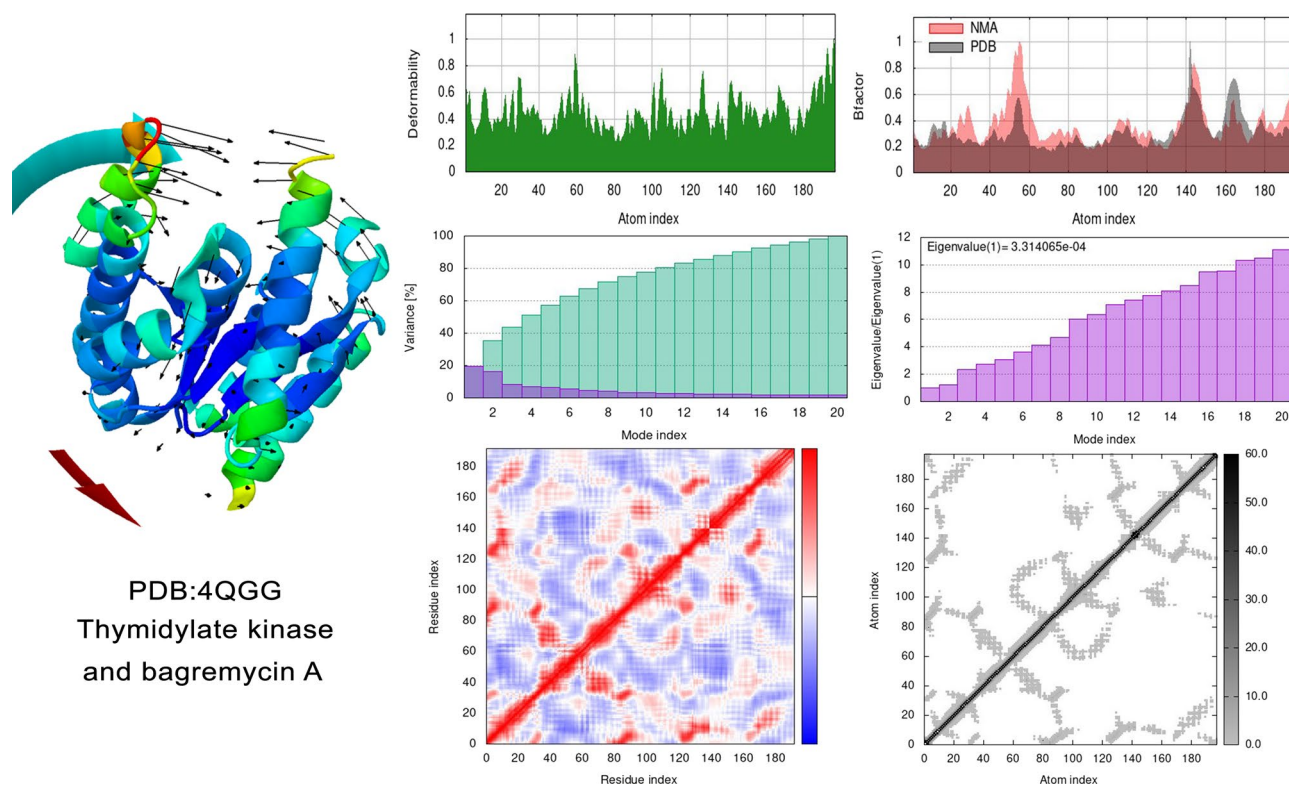 Deformability
1
0.8
0.6
0.4
0.2
0
20 40 60 80 100 120 140 160 180
Atom index
Bfactor
NMA
PDB
1
0.8
0.6
0.4
0.2
0
20 40 60 80 100 120 140 160 180
Atom index
Variance [%]
100
80
60
40
20
0
2 4 6 8 10 12 14 16 18 20
Mode index
Eigenvalue/Eigenvalue(1)
Eigenvalue(1)= 3.314065e-04
12
10
8
6
4
2
0
2 4 6 8 10 12 14 16 18 20
Mode index
PDB:4QGG
Thymidylate kinase
and bagremycin A
Residue index
180
160
140
120
100
80
60
40
20
0
0 20 40 60 80 100 120 140 160 180
Residue index
Atom index
180
160
140
120
100
80
60
40
20
0
0 20 40 60 80 100 120 140 160 180
Atom index
60.0
50.0
40.0
30.0
20.0
10.0
0.0